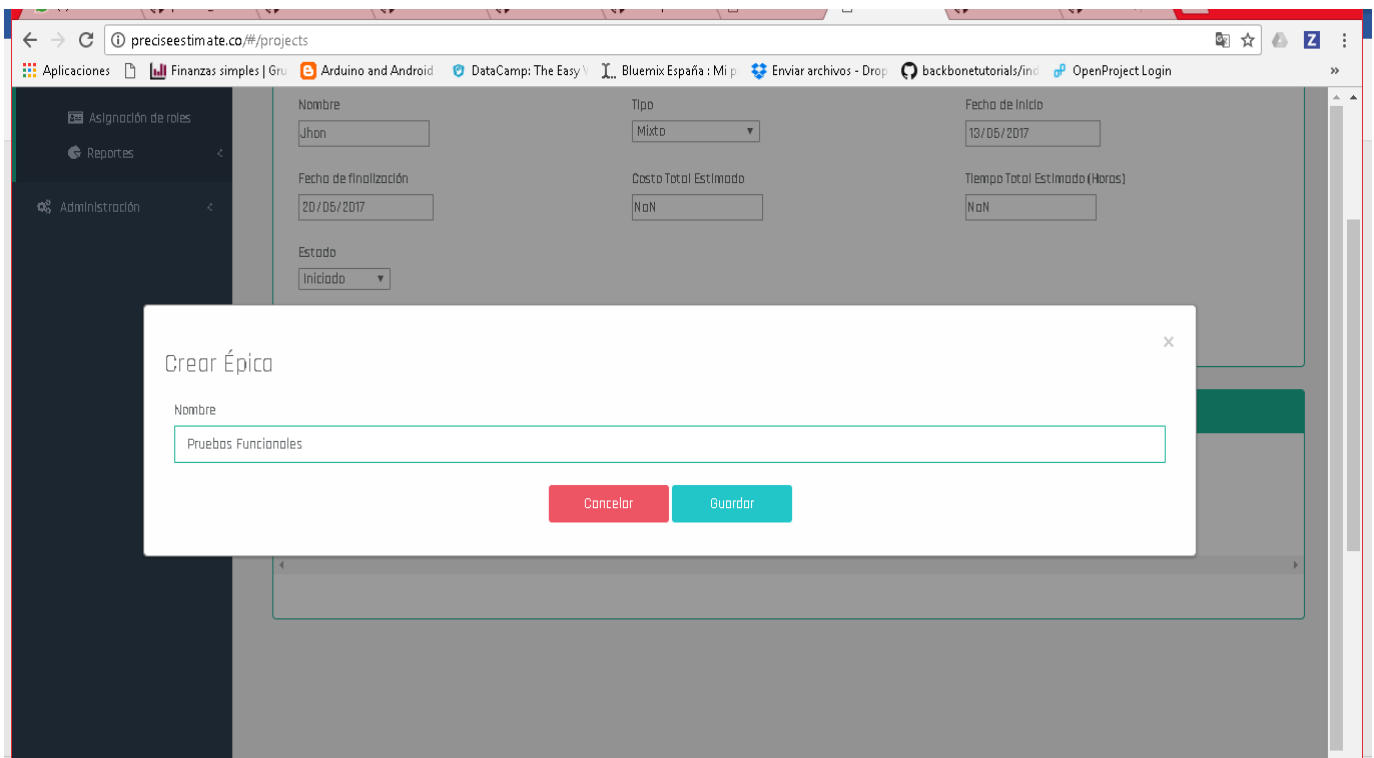 preciseestimate.co/#/projects
Aplicaciones Finanzas simples | Gru Arduino and Android DataCamp: The Easy Bluemix España : Mi p Enviar archivos - Drop backbonetutorials/ind OpenProject Login »
Asignación de roles
Reportes
Administración
Nombre Tipo Fecha de Inicio
Jhon Mixto 13/05/2017
Fecha de finalización Costo Total Estimado Tiempo Total Estimado (Horas)
20/05/2017 NaN NaN
Estado
Iniciado
Crear Épica
×
Nombre
Pruebas Funcionales
Cancelar Guardar